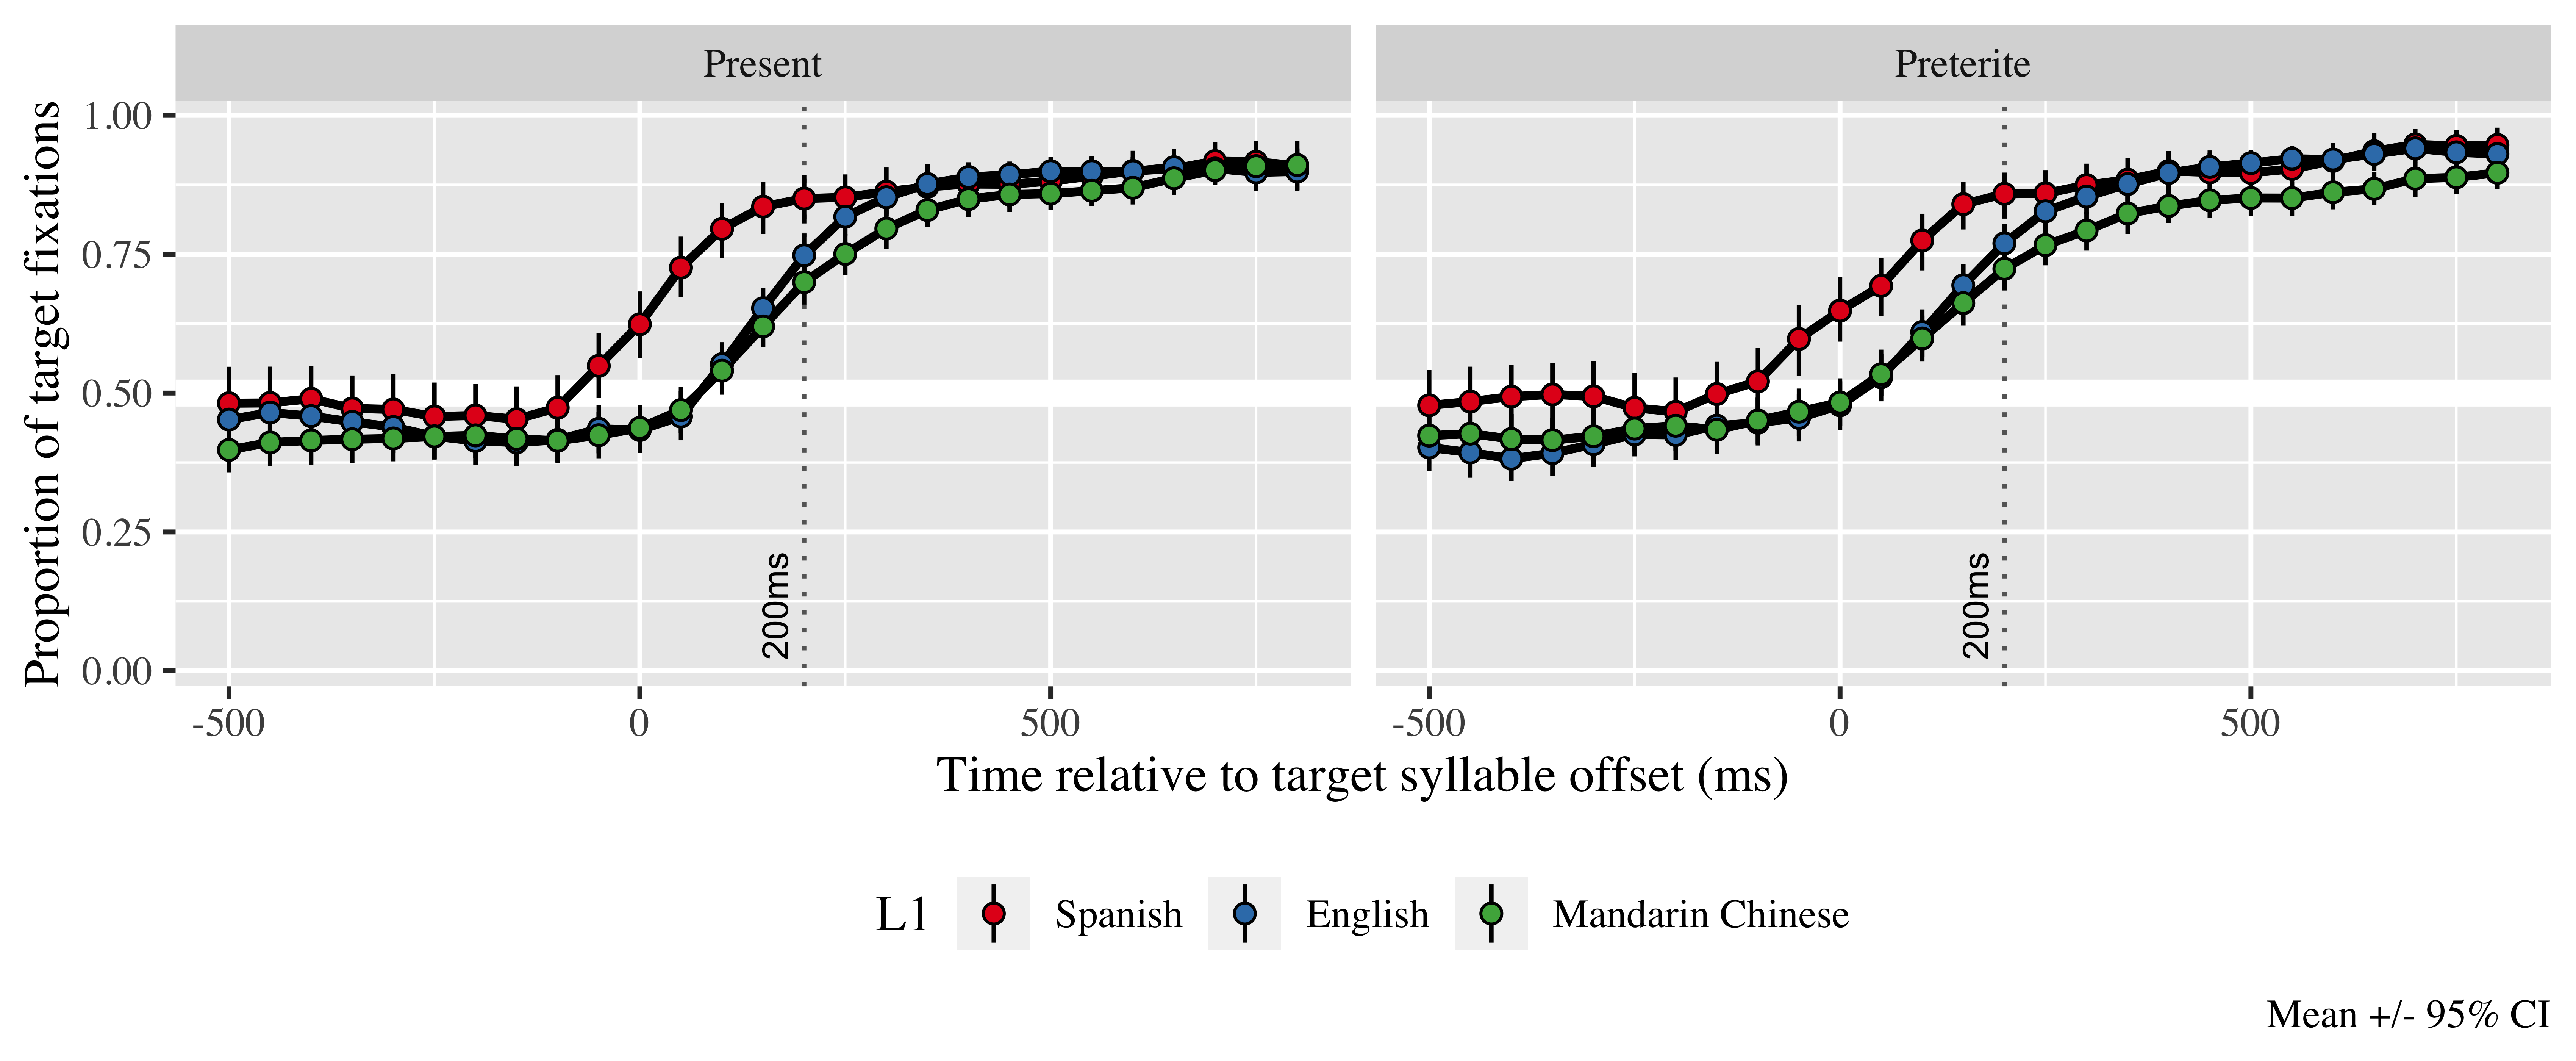 Present
Preterite
Proportion of target fixations
1.00
0.75
0.50
0.25
0.00
200ms
200ms
-500 0 500
-500 0 500
Time relative to target syllable offset (ms)
L1 Spanish English Mandarin Chinese
Mean +/- 95% CI